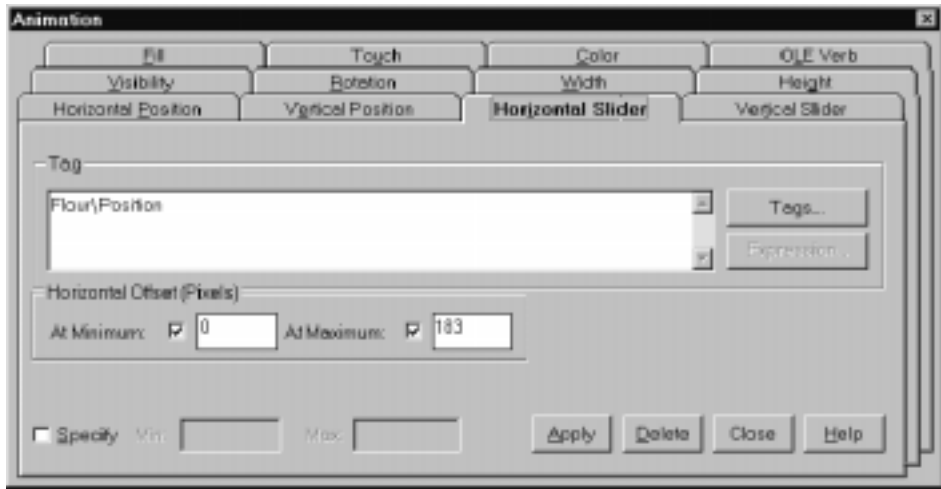 Animation
Fill Touch Color OLE Verb
Visibility Rotation Width Height
Horizontal Position Vertical Position Horizontal Slider Vertical Slider
Tag
Flour\Position
Tags...
Expression...
Horizontal Offset (Pixels)
At Minimum: 0 At Maximum: 183
Specify Min: Max:
Apply Delete Close Help